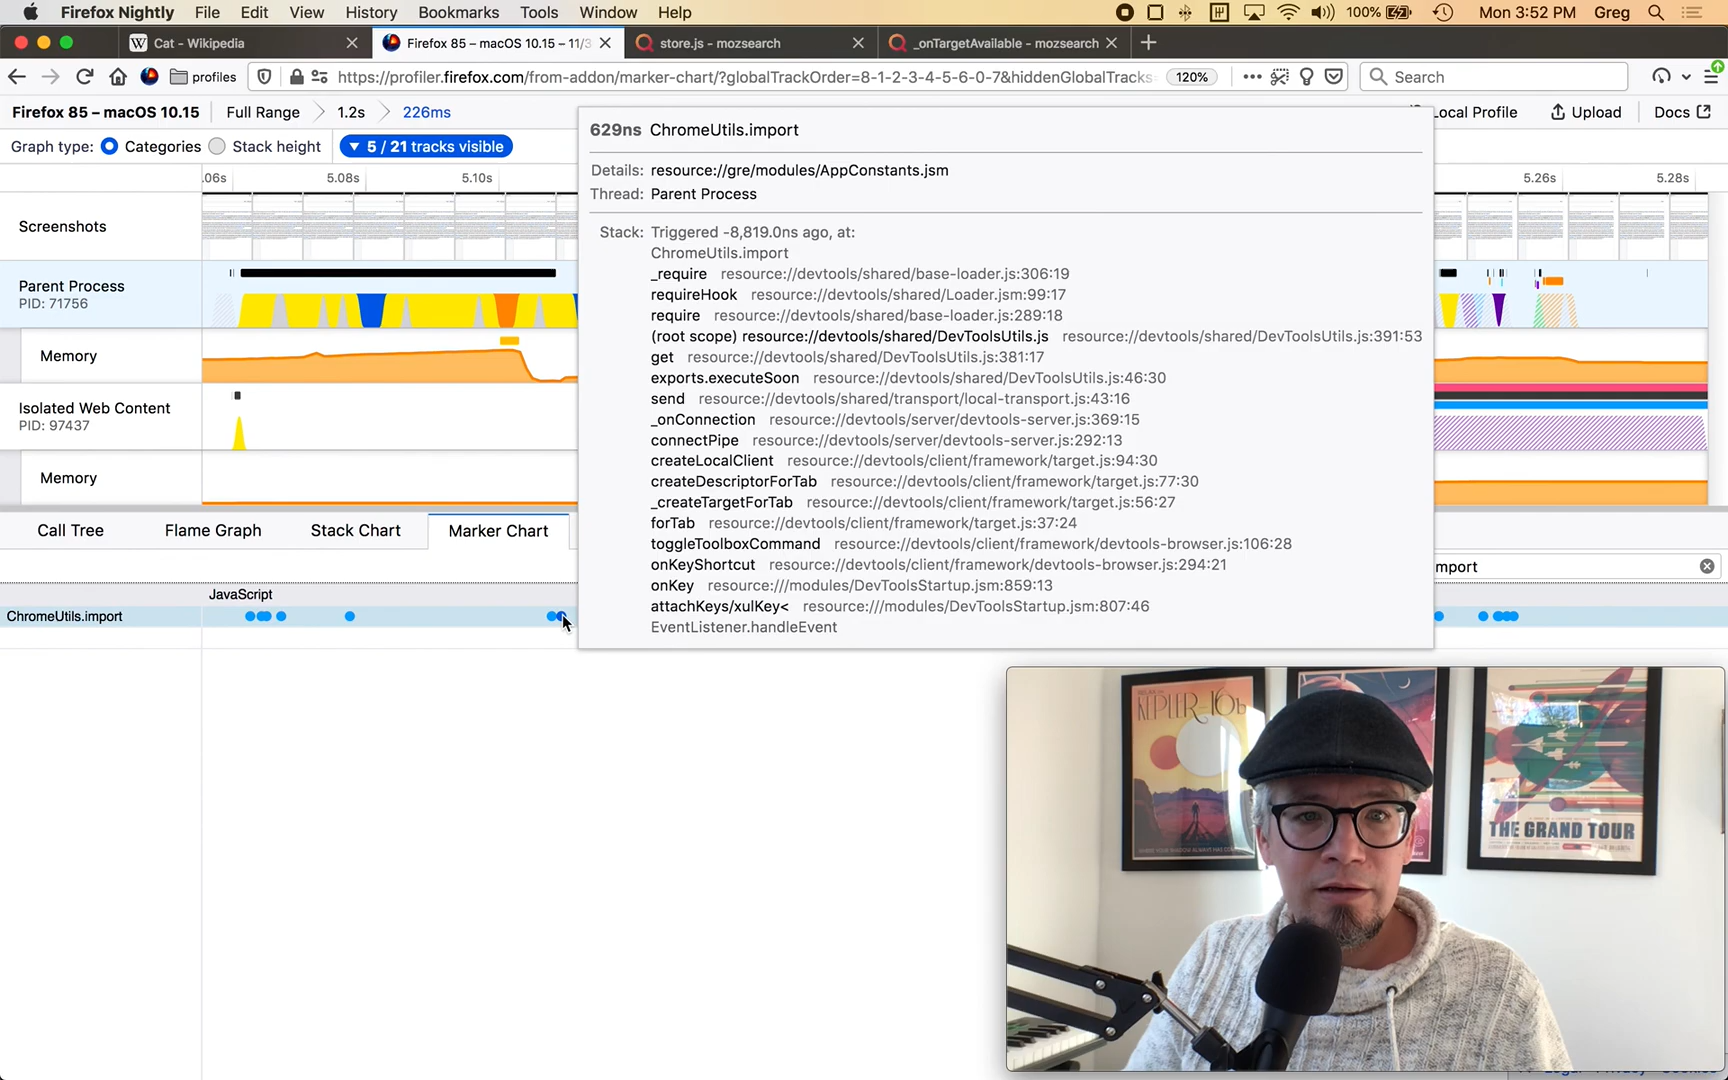 Firefox Nightly File Edit View History Bookmarks Tools Window Help 100% Mon 3:52 PM Greg
W Cat - Wikipedia Firefox 85 – macOS 10.15 – 11/3 store.js - mozsearch _onTargetAvailable - mozsearch
profiles https://profiler.firefox.com/from-addon/marker-chart/?globalTrackOrder=8-1-2-3-4-5-6-0-7&hiddenGlobalTracks= 120% Search
Firefox 85 – macOS 10.15 Full Range 1.2s 226ms Local Profile Upload Docs
Graph type: Categories Stack height 5 / 21 tracks visible
.06s 5.08s 5.10s 5.26s 5.28s
Screenshots
Parent Process
PID: 71756
Memory
Isolated Web Content
PID: 97437
Memory
Call Tree Flame Graph Stack Chart Marker Chart
mport
JavaScript
ChromeUtils.import
629ns ChromeUtils.import
Details: resource://gre/modules/AppConstants.jsm
Thread: Parent Process
Stack: Triggered -8,819.0ns ago, at:
ChromeUtils.import
_require resource://devtools/shared/base-loader.js:306:19
requireHook resource://devtools/shared/Loader.jsm:99:17
require resource://devtools/shared/base-loader.js:289:18
(root scope) resource://devtools/shared/DevToolsUtils.js resource://devtools/shared/DevToolsUtils.js:391:53
get resource://devtools/shared/DevToolsUtils.js:381:17
exports.executeSoon resource://devtools/shared/DevToolsUtils.js:46:30
send resource://devtools/shared/transport/local-transport.js:43:16
_onConnection resource://devtools/server/devtools-server.js:369:15
connectPipe resource://devtools/server/devtools-server.js:292:13
createLocalClient resource://devtools/client/framework/target.js:94:30
createDescriptorForTab resource://devtools/client/framework/target.js:77:30
_createTargetForTab resource://devtools/client/framework/target.js:56:27
forTab resource://devtools/client/framework/target.js:37:24
toggleToolboxCommand resource://devtools/client/framework/devtools-browser.js:106:28
onKeyShortcut resource://devtools/client/framework/devtools-browser.js:294:21
onKey resource:///modules/DevToolsStartup.jsm:859:13
attachKeys/xulKey< resource:///modules/DevToolsStartup.jsm:807:46
EventListener.handleEvent
KEPLER-16b
THE GRAND TOUR